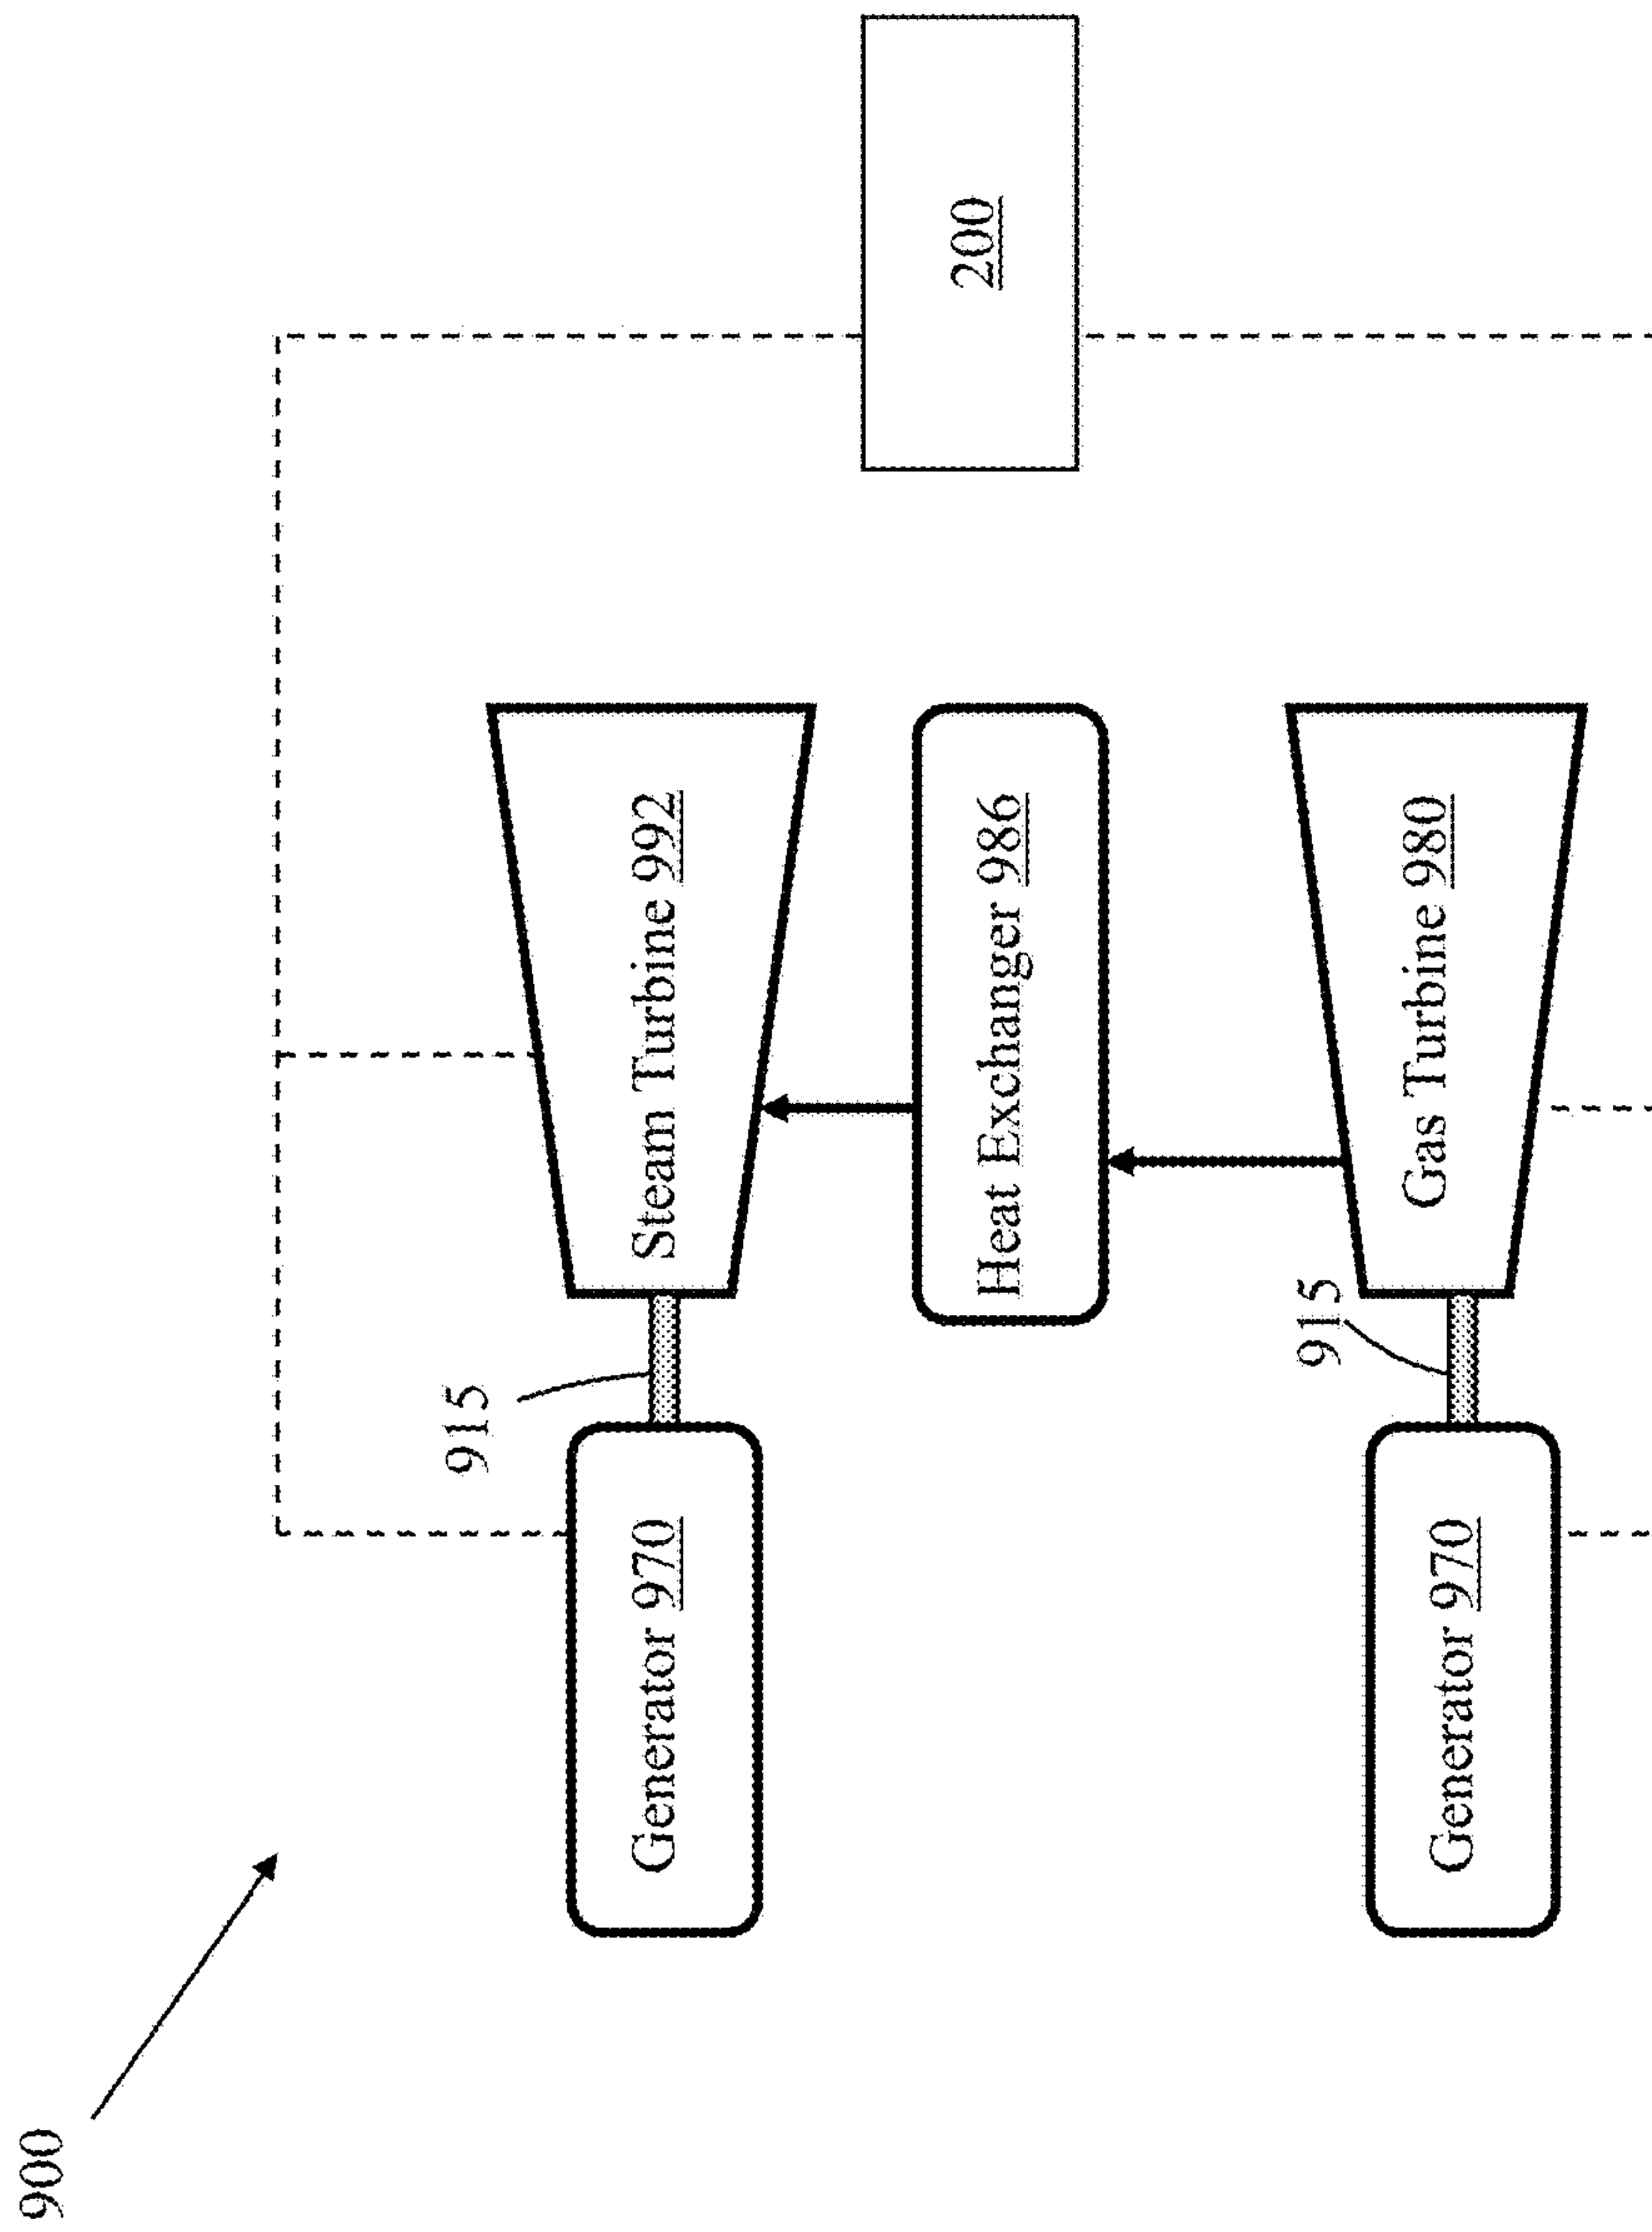 900
Generator 970
915
Steam Turbine 992
Heat Exchanger 986
200
Generator 970
915
Gas Turbine 980